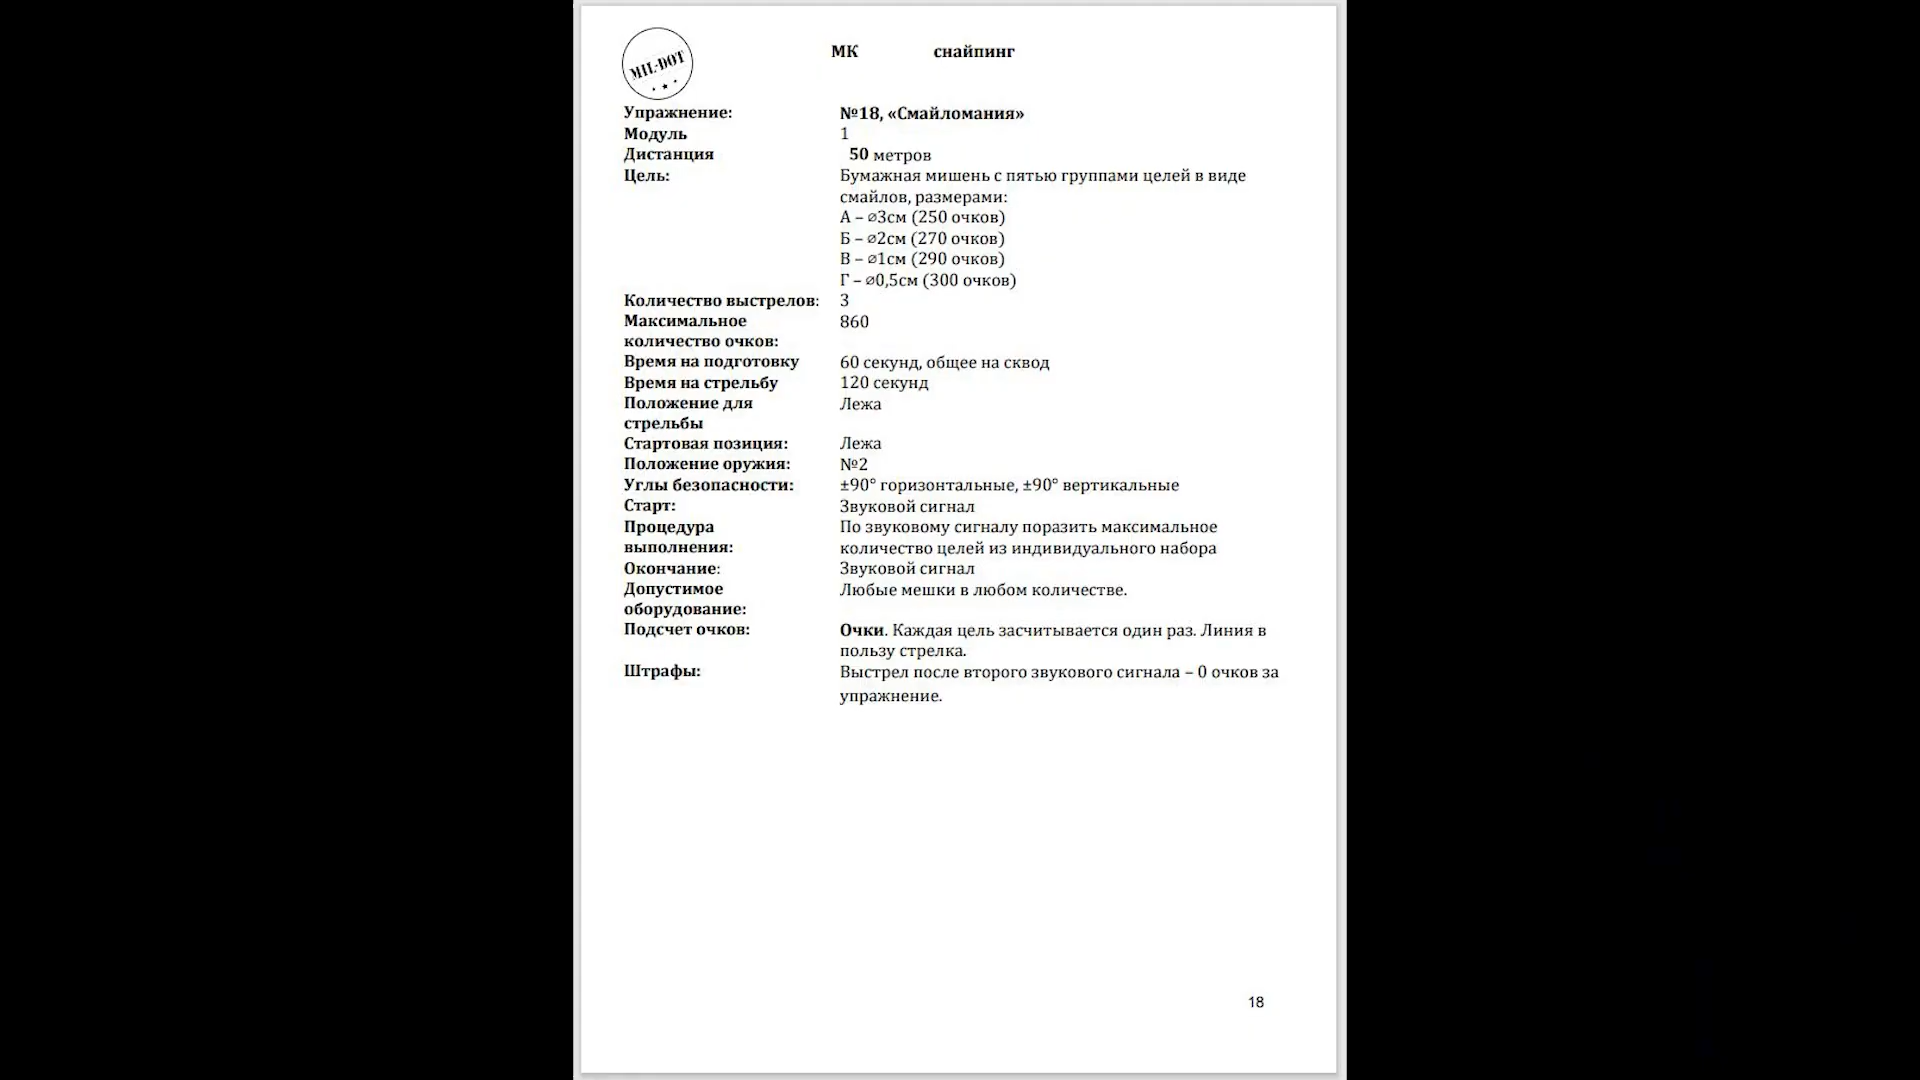 MIL-DOT
МК снайпинг
Упражнение: №18, «Смайломания»
Модуль 1
Дистанция 50 метров
Цель: Бумажная мишень с пятью группами целей в виде
смайлов, размерами:
А – ⌀3см (250 очков)
Б – ⌀2см (270 очков)
В – ⌀1см (290 очков)
Г – ⌀0,5см (300 очков)
Количество выстрелов: 3
Максимальное 860
количество очков:
Время на подготовку 60 секунд, общее на сквод
Время на стрельбу 120 секунд
Положение для Лежа
стрельбы
Стартовая позиция: Лежа
Положение оружия: №2
Углы безопасности: ±90° горизонтальные, ±90° вертикальные
Старт: Звуковой сигнал
Процедура По звуковому сигналу поразить максимальное
выполнения: количество целей из индивидуального набора
Окончание: Звуковой сигнал
Допустимое Любые мешки в любом количестве.
оборудование:
Подсчет очков: Очки. Каждая цель засчитывается один раз. Линия в
пользу стрелка.
Штрафы: Выстрел после второго звукового сигнала – 0 очков за
упражнение.
18